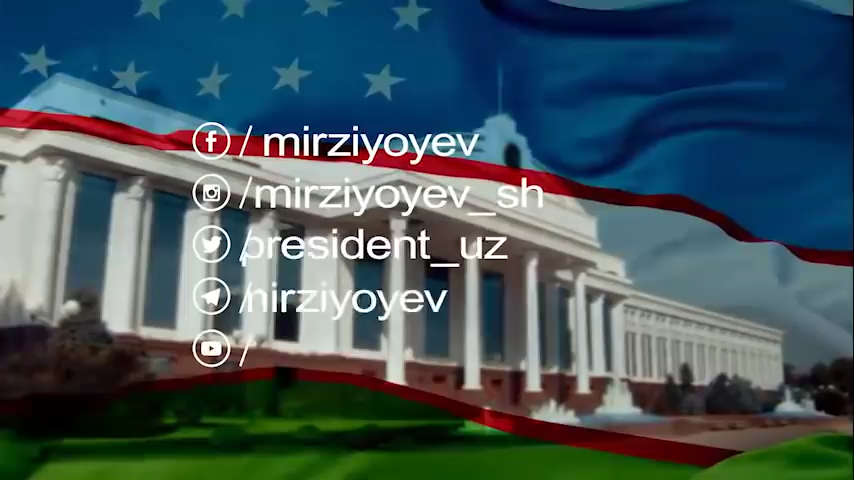 /mirziyoyev
/mirziyoyev_sh
/president_uz
/
/